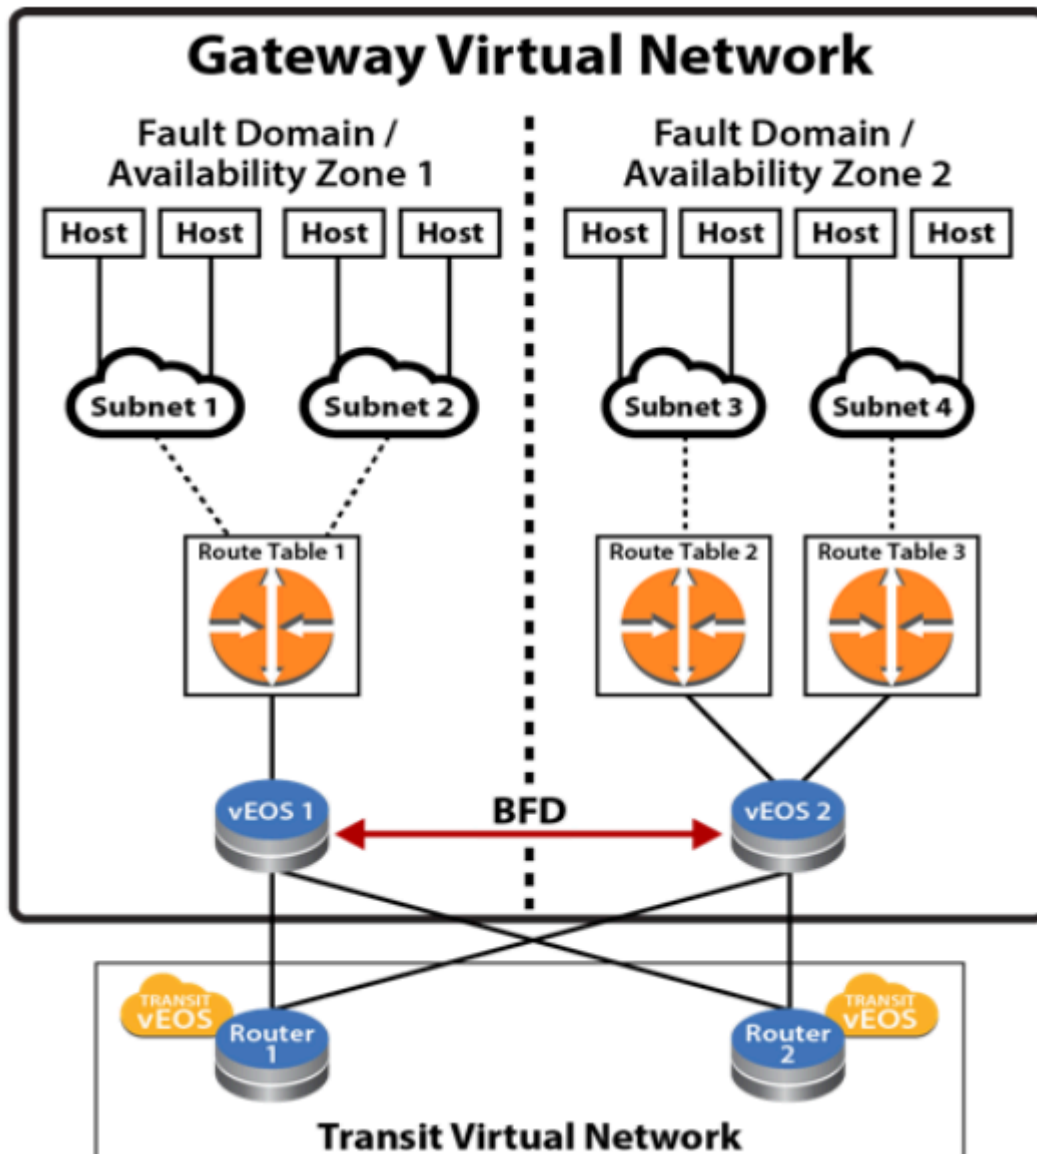 Gateway Virtual Network
Fault Domain /
Availability Zone 1
Fault Domain /
Availability Zone 2
Host
Host
Host
Host
Host
Host
Host
Host
Subnet 1
Subnet 2
Subnet 3
Subnet 4
Route Table 1
Route Table 2
Route Table 3
vEOS 1
BFD
vEOS 2
TRANSIT
vEOS
Router
1
Router
2
TRANSIT
vEOS
Transit Virtual Network